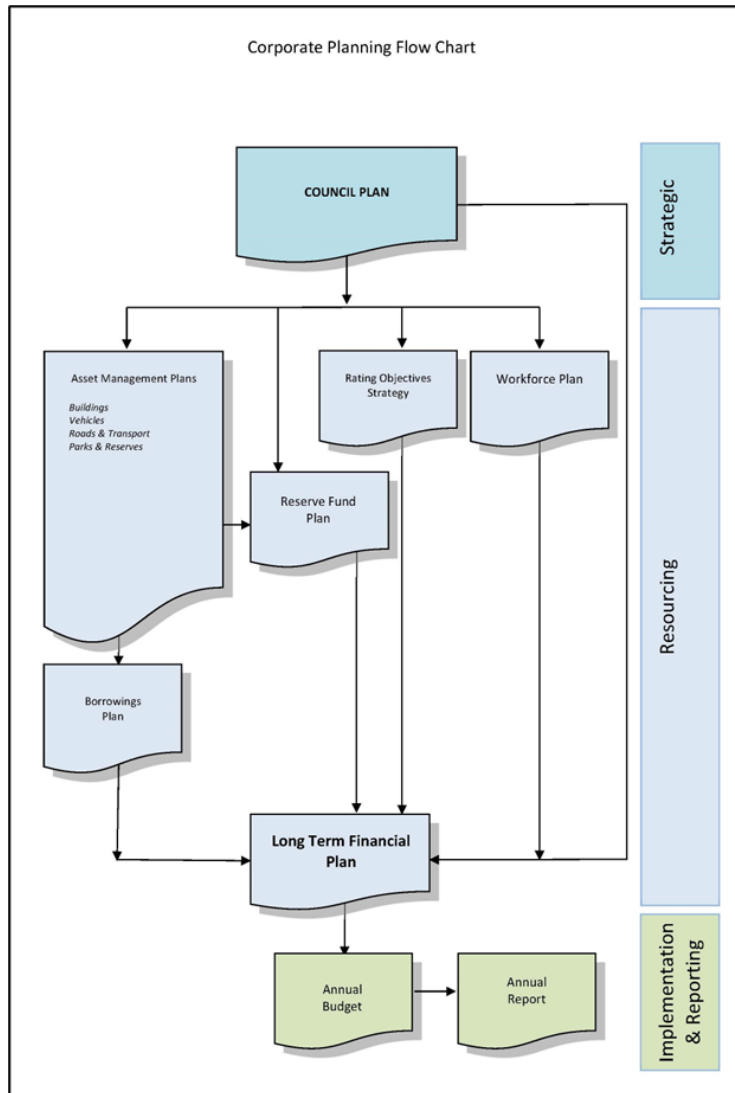 Corporate Planning Flow Chart
COUNCIL PLAN
Strategic
Asset Management Plans
Buildings
Vehicles
Roads & Transport
Parks & Reserves
Rating Objectives
Strategy
Workforce Plan
Reserve Fund
Plan
Resourcing
Borrowings
Plan
Long Term Financial
Plan
Annual
Budget
Annual
Report
Implementation
& Reporting